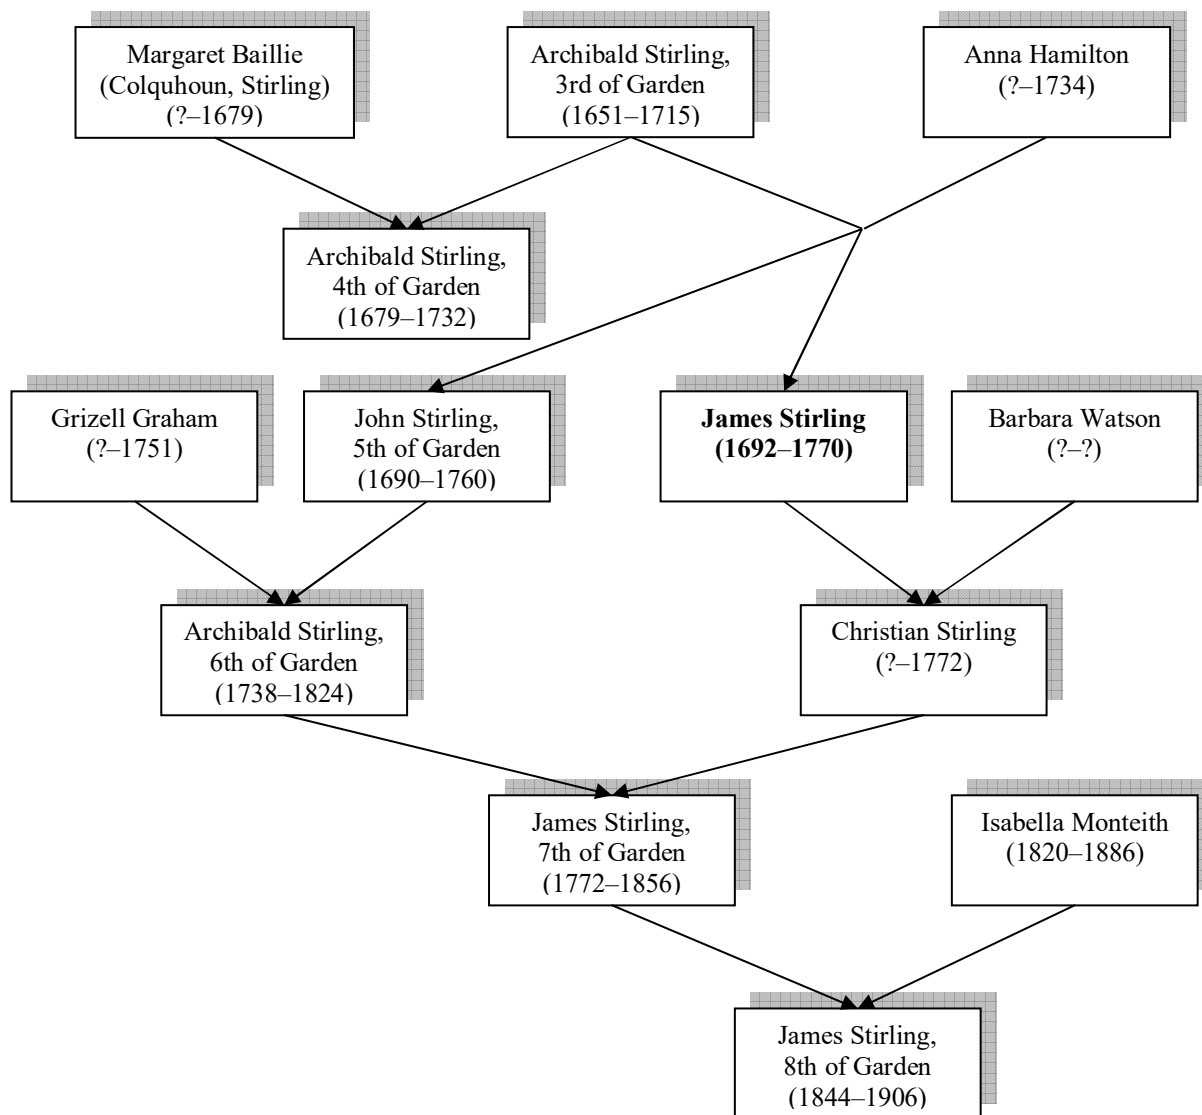 Margaret Baillie
(Colquhoun, Stirling)
(?–1679)
Archibald Stirling,
3rd of Garden
(1651–1715)
Anna Hamilton
(?–1734)
Archibald Stirling,
4th of Garden
(1679–1732)
Grizell Graham
(?–1751)
John Stirling,
5th of Garden
(1690–1760)
James Stirling
(1692–1770)
Barbara Watson
(?–?)
Archibald Stirling,
6th of Garden
(1738–1824)
Christian Stirling
(?–1772)
James Stirling,
7th of Garden
(1772–1856)
Isabella Monteith
(1820–1886)
James Stirling,
8th of Garden
(1844–1906)